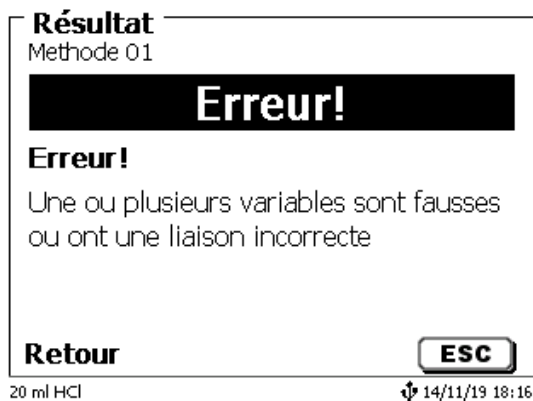 Résultat
Methode 01
Erreur!
Erreur!
Une ou plusieurs variables sont fausses
ou ont une liaison incorrecte
Retour ESC
20 ml HCl 14/11/19 18:16